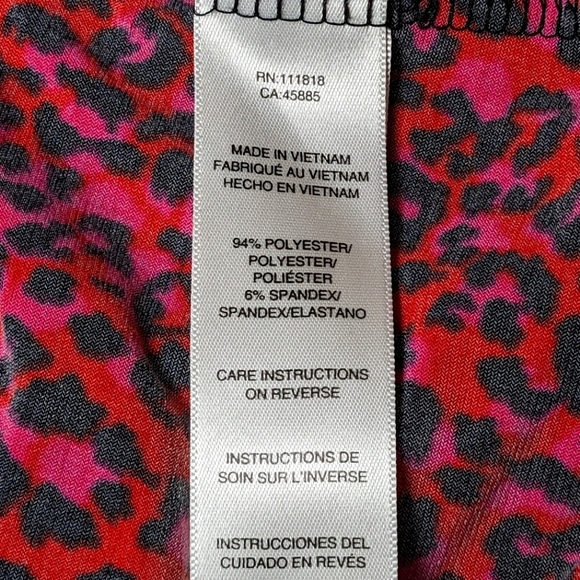 RN:111818
CA:45885
MADE IN VIETNAM
FABRIQUÉ AU VIETNAM
HECHO EN VIETNAM
94% POLYESTER/
POLYESTER/
POLIÉSTER
6% SPANDEX/
SPANDEX/ELASTANO
CARE INSTRUCTIONS
ON REVERSE
INSTRUCTIONS DE
SOIN SUR L'INVERSE
INSTRUCCIONES DEL
CUIDADO EN REVÉS